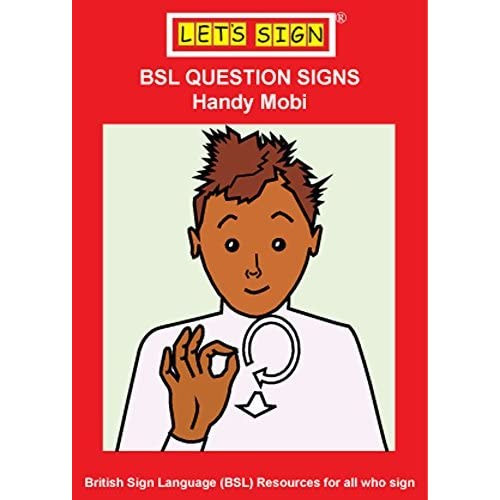 LET'S SIGN ®
BSL QUESTION SIGNS
Handy Mobi
British Sign Language (BSL) Resources for all who sign